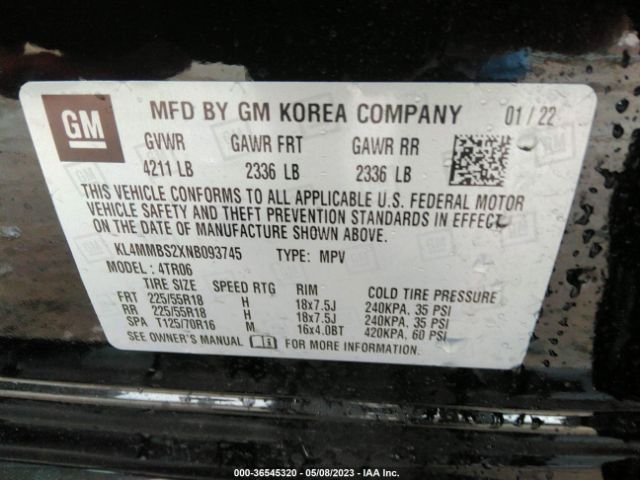 GM MFD BY GM KOREA COMPANY 01 / 22
GVWR GAWR FRT GAWR RR
4211 LB 2336 LB 2336 LB
THIS VEHICLE CONFORMS TO ALL APPLICABLE U.S. FEDERAL MOTOR
VEHICLE SAFETY AND THEFT PREVENTION STANDARDS IN EFFECT
ON THE DATE OF MANUFACTURE SHOWN ABOVE.
KL4MMBS2XNB093745 TYPE: MPV
MODEL: 4TR06
TIRE SIZE SPEED RTG RIM COLD TIRE PRESSURE
FRT 225/55R18 H 18x7.5J 240KPA, 35 PSI
RR 225/55R18 H 18x7.5J 240KPA, 35 PSI
SPA T125/70R16 M 16x4.0BT 420KPA, 60 PSI
SEE OWNER'S MANUAL FOR MORE INFORMATION.
000-36545320 - 05/08/2023 - IAA Inc.